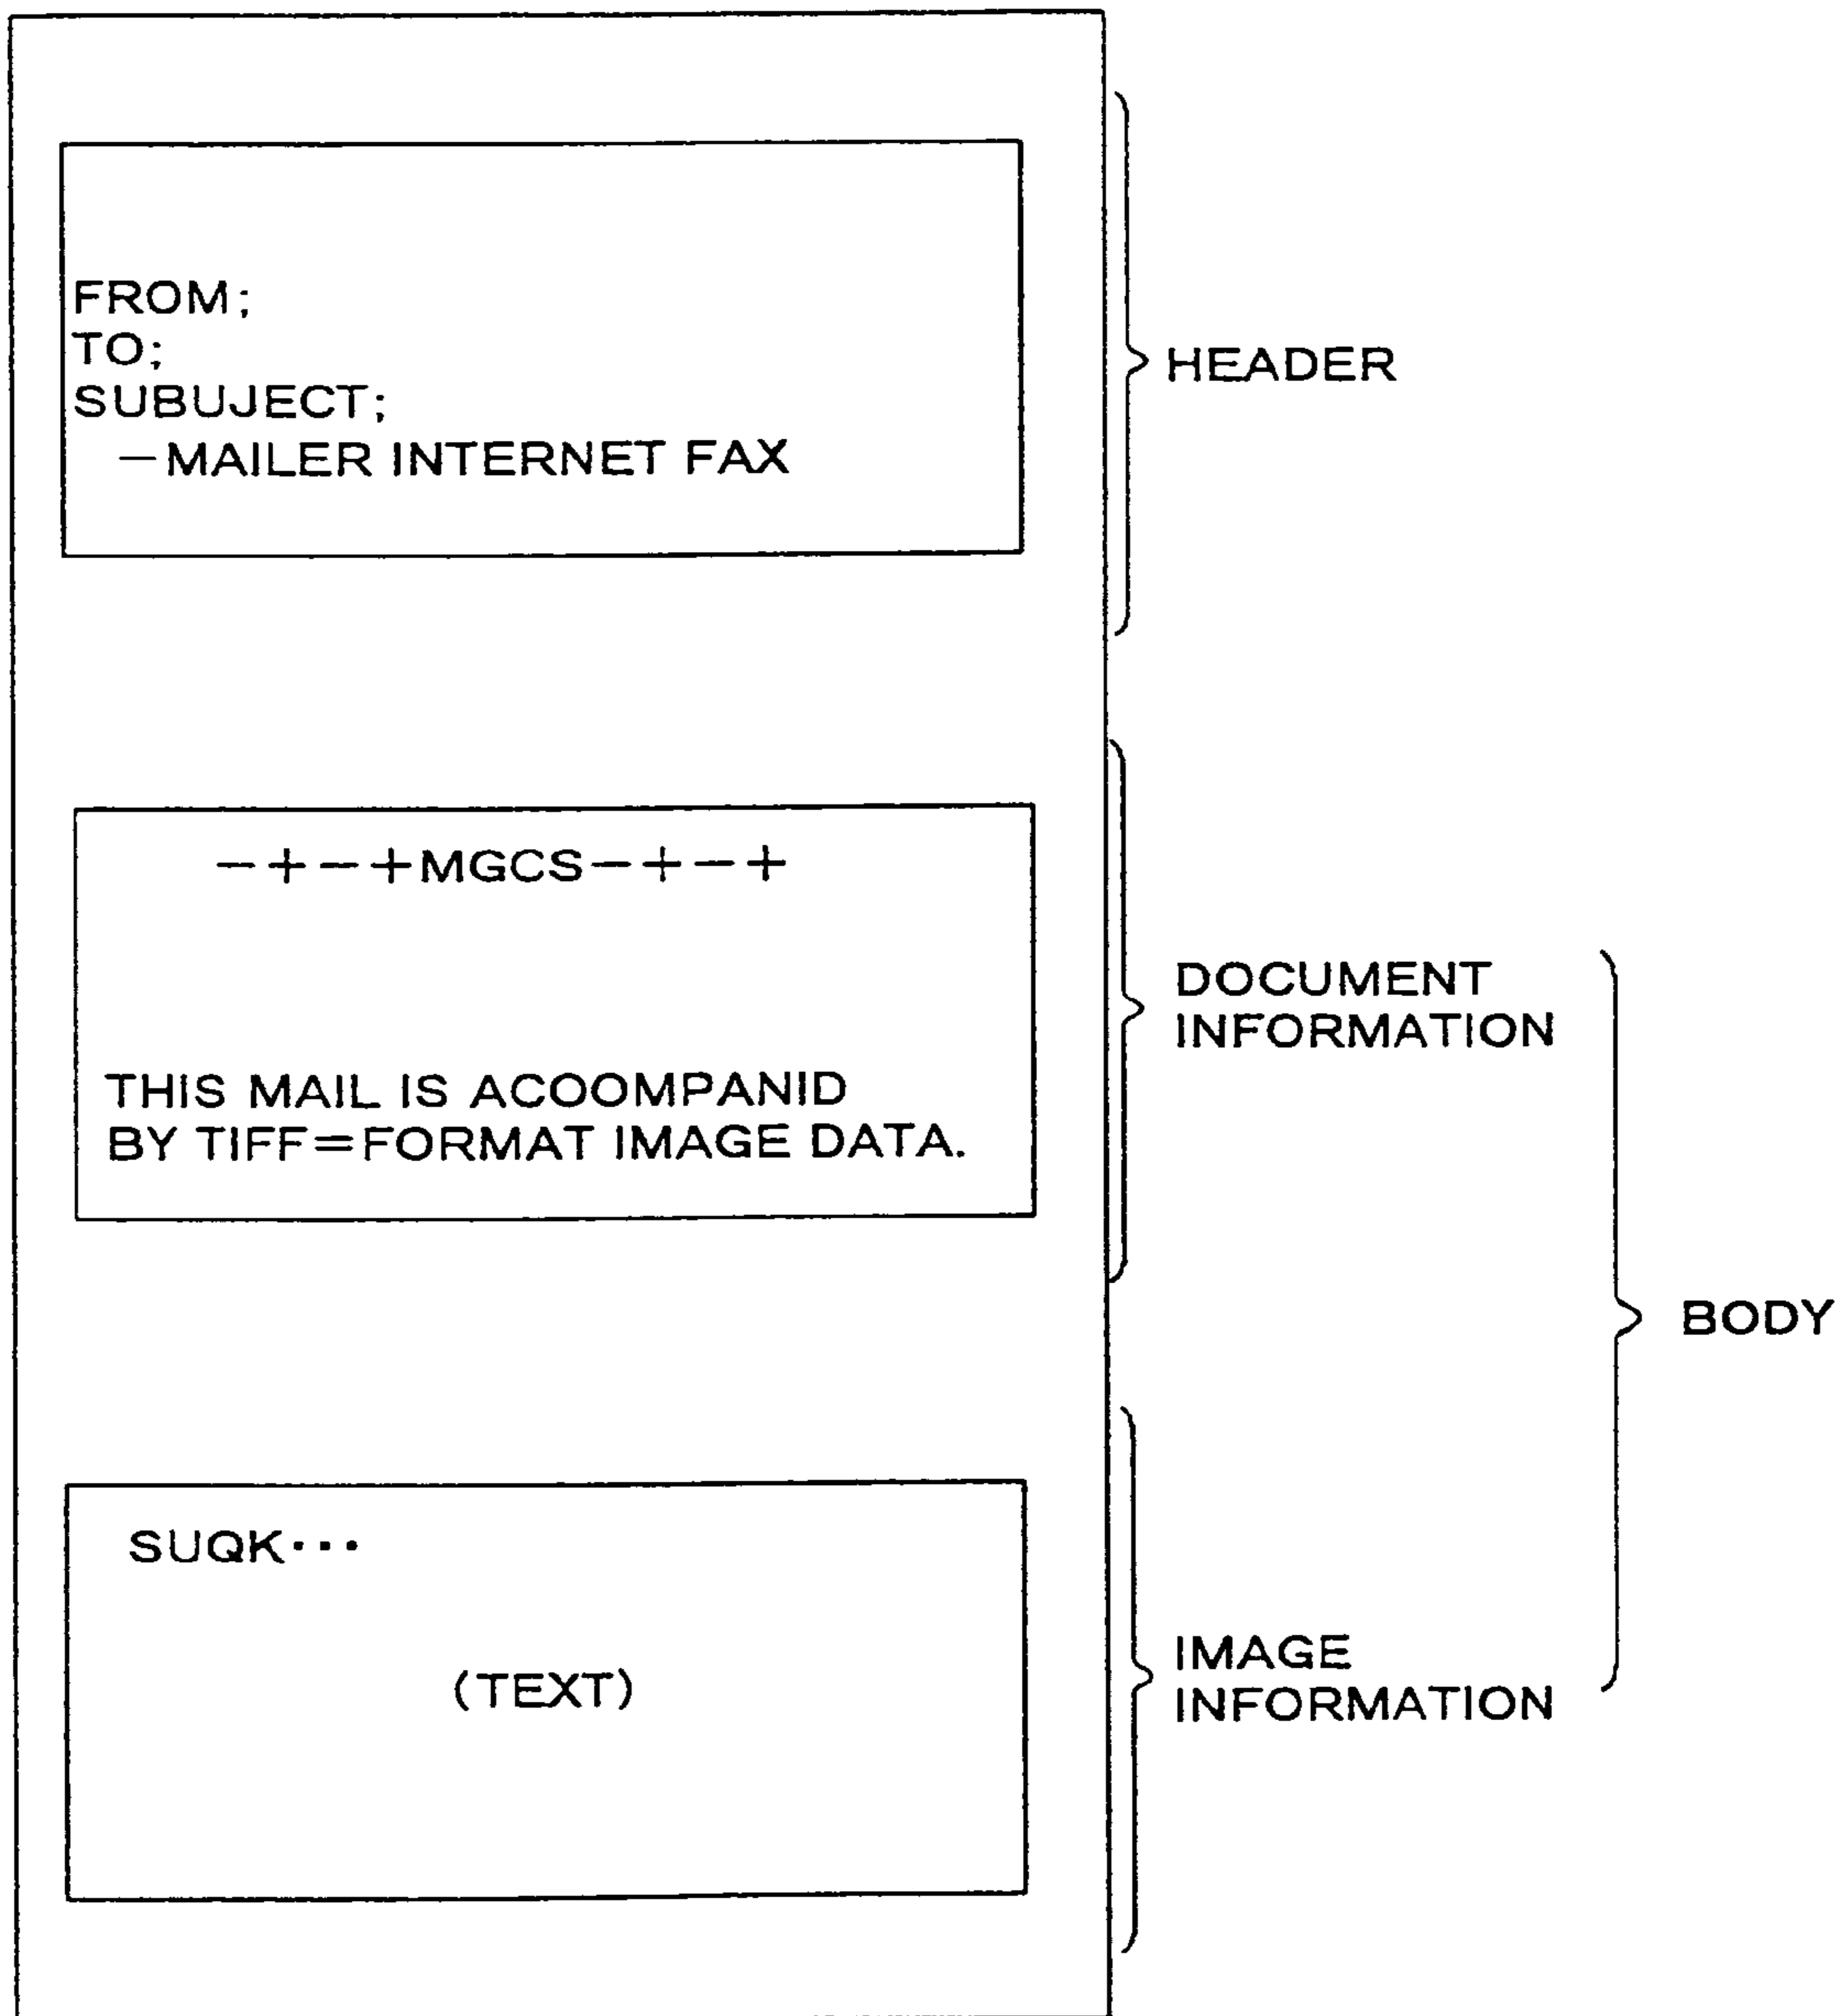 FROM;
TO;
SUBUJECT;
—MAILER INTERNET FAX
HEADER
—+—+MGCS—+—+
THIS MAIL IS ACOOMPANID
BY TIFF=FORMAT IMAGE DATA.
DOCUMENT
INFORMATION
BODY
SUQK···
(TEXT)
IMAGE
INFORMATION